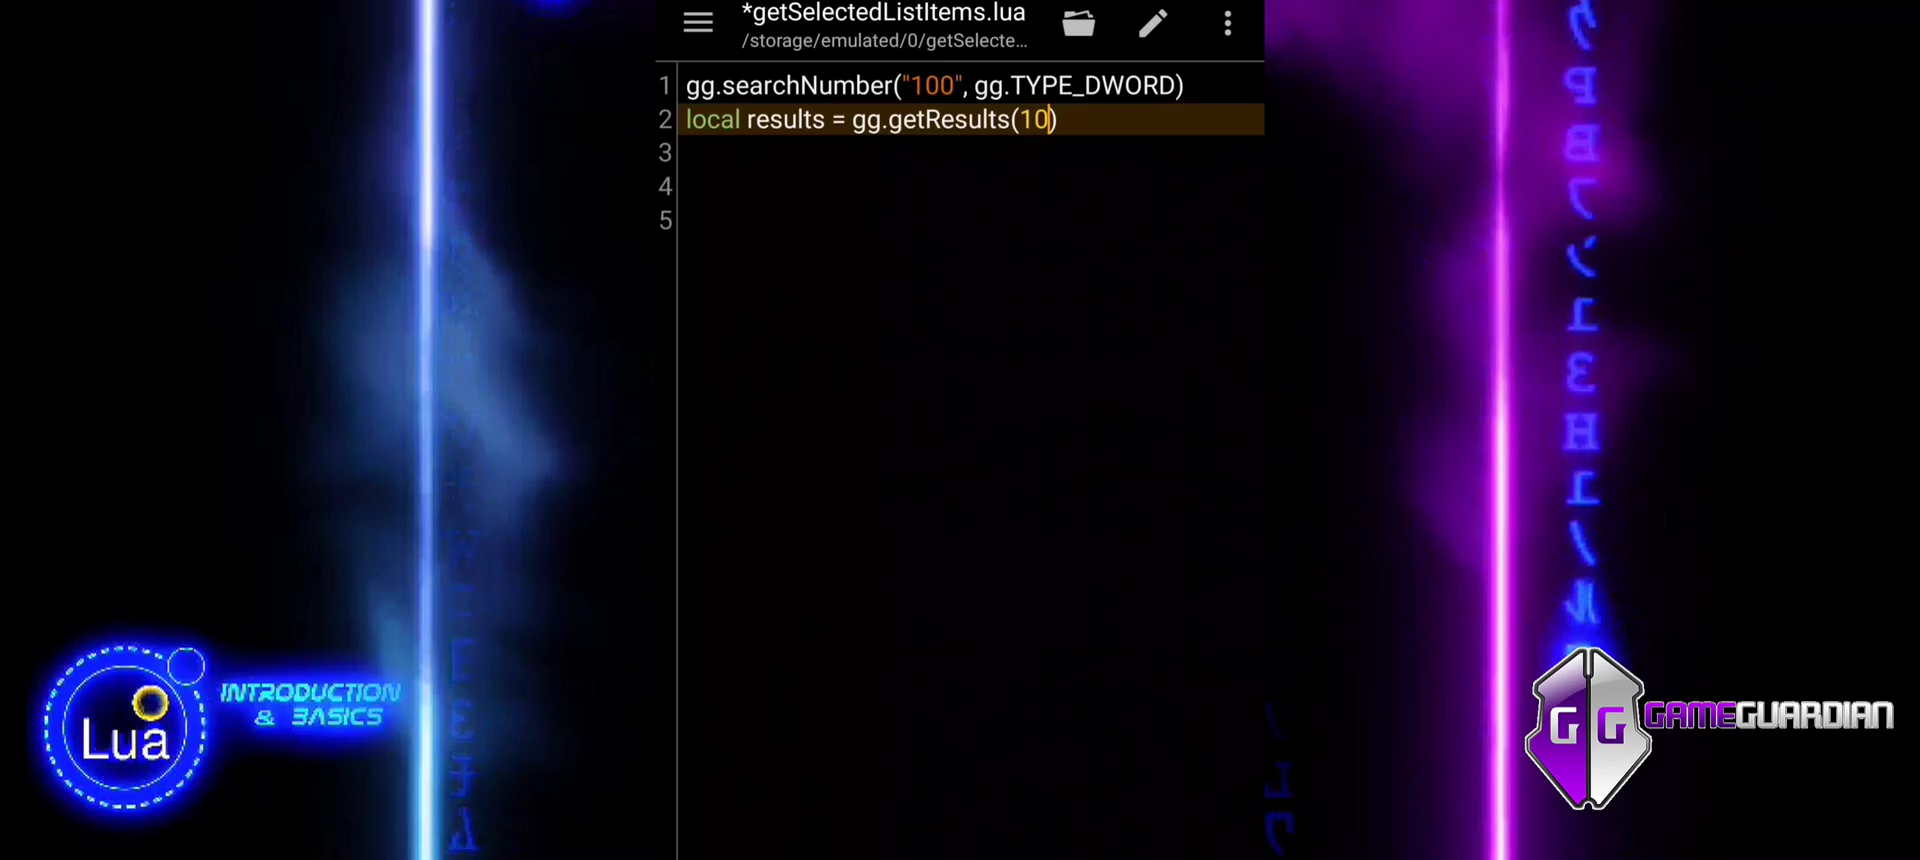 *getSelectedListItems.lua
/storage/emulated/0/getSelecte...
1 gg.searchNumber("100", gg.TYPE_DWORD)
2 local results = gg.getResults(10)
3
4
5
Lua
INTRODUCTION
& BASICS
GG GAMEGUARDIAN